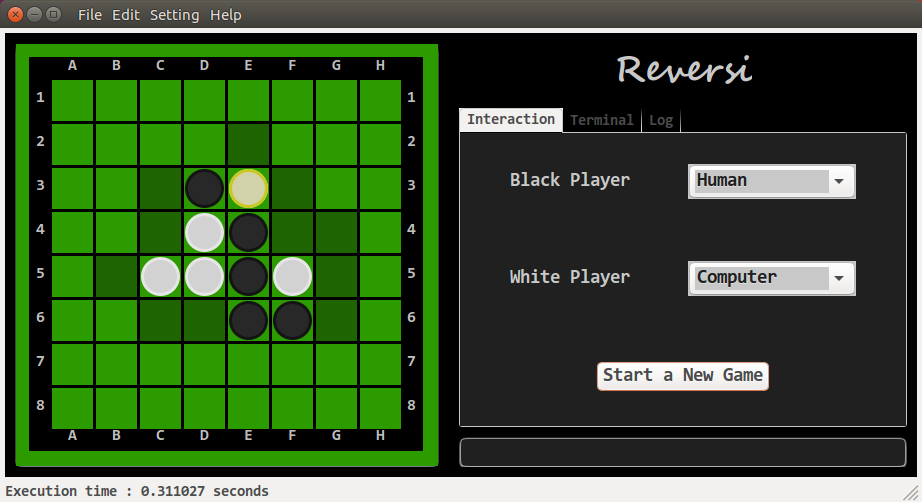 File Edit Setting Help
Reversi
A B C D E F G H
1 1
2 2
3 3
4 4
5 5
6 6
7 7
8 8
A B C D E F G H
Interaction Terminal Log
Black Player Human
White Player Computer
Start a New Game
Execution time : 0.311027 seconds